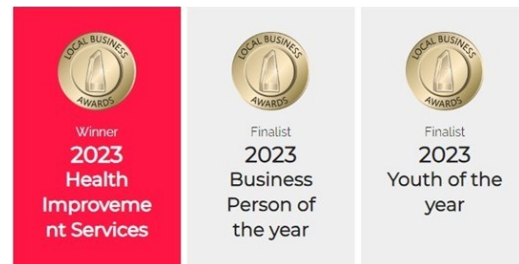 LOCAL BUSINESS
AWARDS
Winner
2023
Health
Improveme
nt Services
LOCAL BUSINESS
AWARDS
Finalist
2023
Business
Person of
the year
LOCAL BUSINESS
AWARDS
Finalist
2023
Youth of the
year